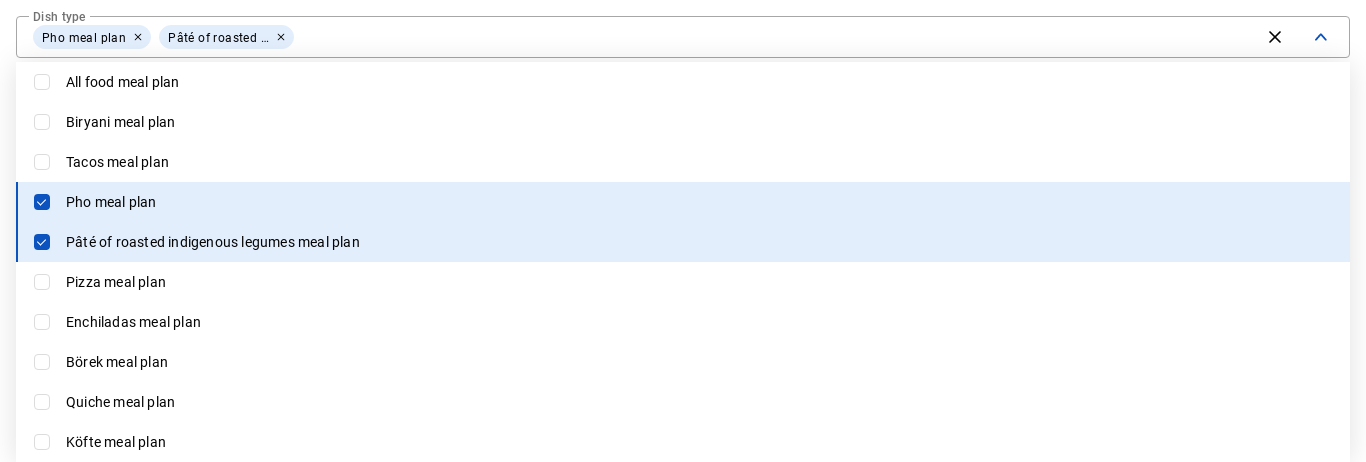 Dish type
Pho meal plan Pâté of roasted ...
All food meal plan
Biryani meal plan
Tacos meal plan
Pho meal plan
Pâté of roasted indigenous legumes meal plan
Pizza meal plan
Enchiladas meal plan
Börek meal plan
Quiche meal plan
Köfte meal plan